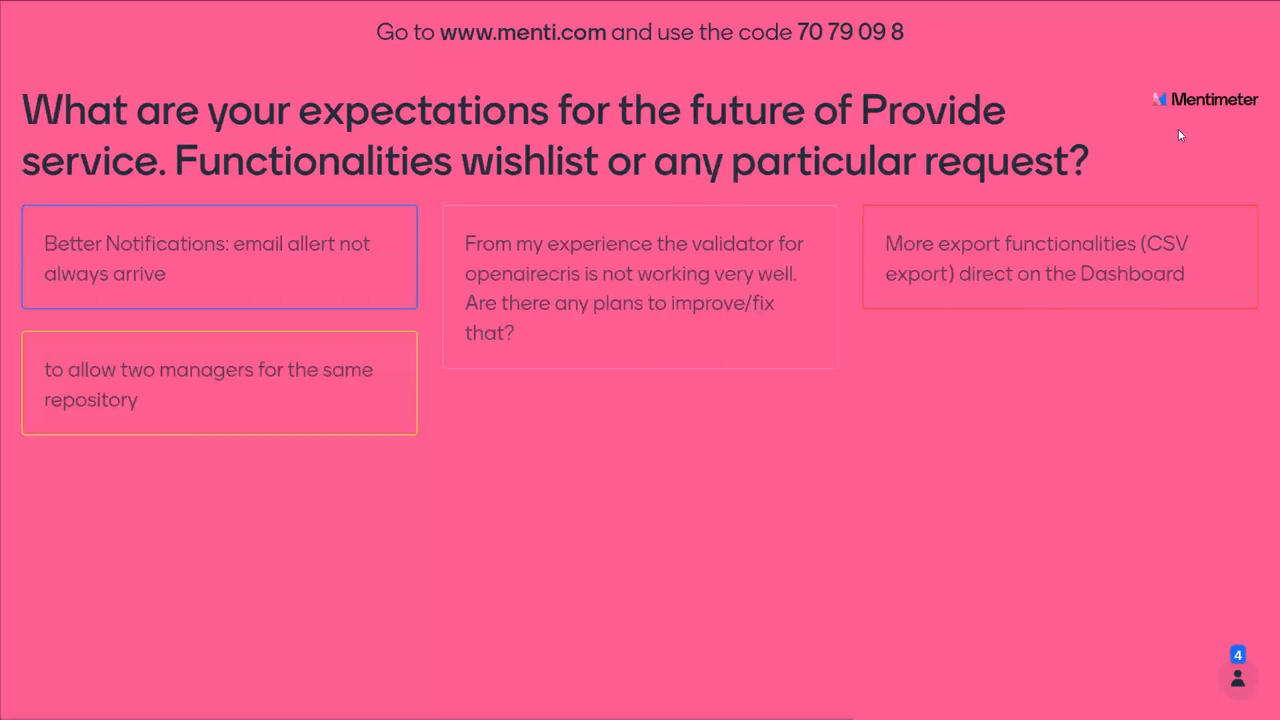 Go to www.menti.com and use the code 70 79 09 8
What are your expectations for the future of Provide
service. Functionalities wishlist or any particular request?
Mentimeter
Better Notifications: email allert not
always arrive
From my experience the validator for
openairecris is not working very well.
Are there any plans to improve/fix
that?
More export functionalities (CSV
export) direct on the Dashboard
to allow two managers for the same
repository
4